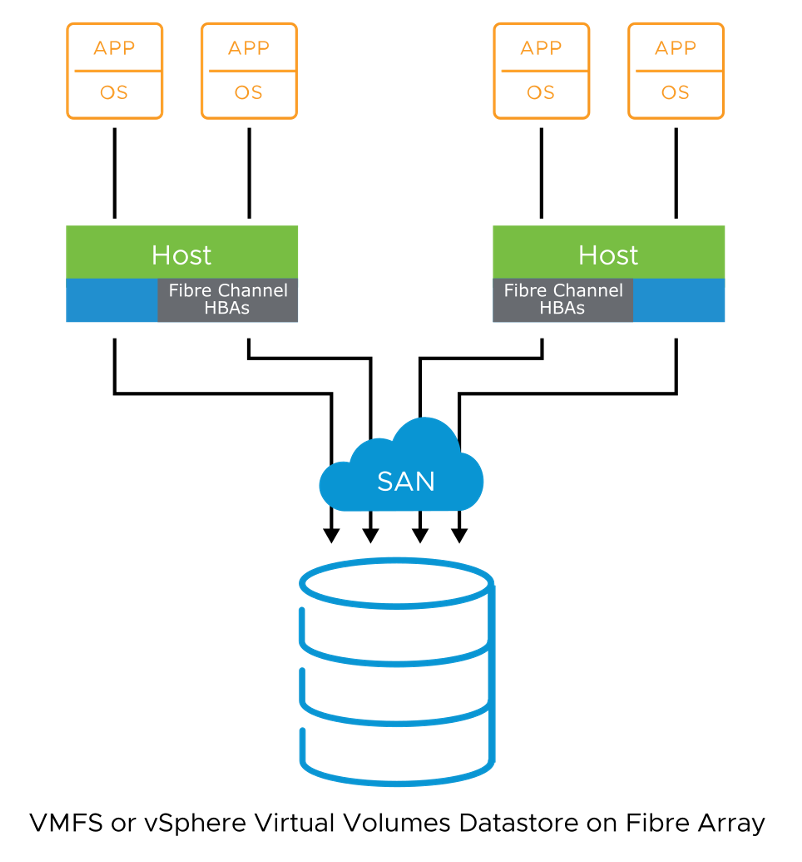 APP
OS
APP
OS
APP
OS
APP
OS
Host
Fibre Channel
HBAs
Host
Fibre Channel
HBAs
SAN
VMFS or vSphere Virtual Volumes Datastore on Fibre Array